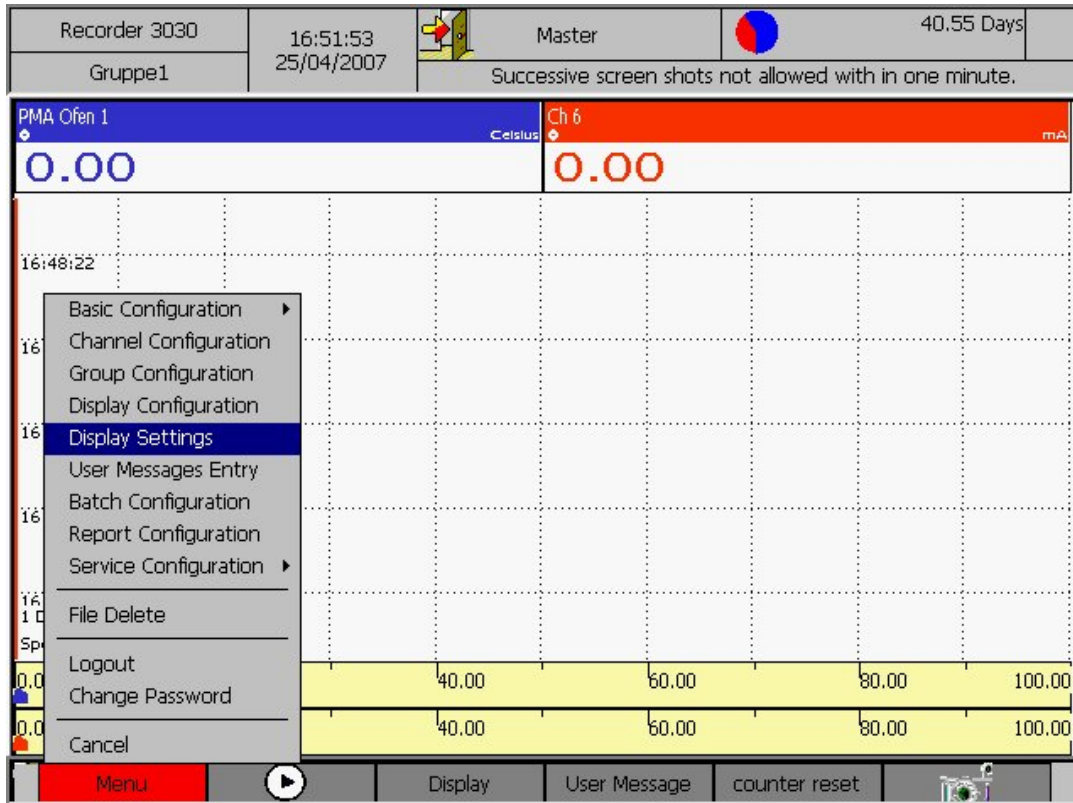 Recorder 3030
Gruppe1
16:51:53
25/04/2007
Master
40.55 Days
Successive screen shots not allowed with in one minute.
PMA Ofen 1
Celsius
0.00
Ch 6
mA
0.00
16:48:22
16
16
16
16
Basic Configuration
Channel Configuration
Group Configuration
Display Configuration
Display Settings
User Messages Entry
Batch Configuration
Report Configuration
Service Configuration
File Delete
Logout
Change Password
Cancel
40.00 60.00 80.00 100.00
40.00 60.00 80.00 100.00
Menu Display User Message counter reset